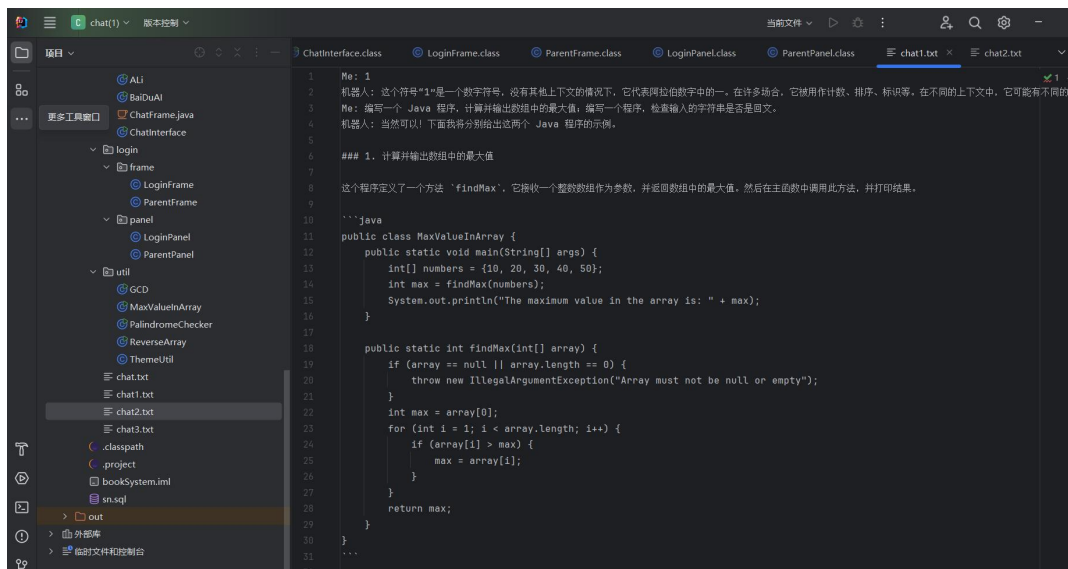 C chat(1) 版本控制 当前文件
项目
ChatInterface.class LoginFrame.class ParentFrame.class LoginPanel.class ParentPanel.class chat1.txt chat2.txt
ALi
BaiDuAI
更多工具窗口 ChatFrame.java
ChatInterface
login
frame
LoginFrame
ParentFrame
panel
LoginPanel
ParentPanel
util
GCD
MaxValueInArray
PalindromeChecker
ReverseArray
ThemeUtil
chat.txt
chat1.txt
chat2.txt
chat3.txt
.classpath
.project
bookSystem.iml
sn.sql
out
外部库
临时文件和控制台
1 Me: 1
2 机器人: 这个符号"1"是一个数字符号，没有其他上下文的情况下，它代表阿拉伯数字中的一。在许多场合，它被用作计数、排序、标识等。在不同的上下文中，它可能有不同的
3 Me: 编写一个 Java 程序，计算并输出数组中的最大值；编写一个程序，检查输入的字符串是否是回文。
4 机器人: 当然可以！下面我将分别给出这两个 Java 程序的示例。
5
6 ### 1. 计算并输出数组中的最大值
7
8 这个程序定义了一个方法 `findMax`，它接收一个整数数组作为参数，并返回数组中的最大值。然后在主函数中调用此方法，并打印结果。
9
10 ```java
11 public class MaxValueInArray {
12 public static void main(String[] args) {
13 int[] numbers = {10, 20, 30, 40, 50};
14 int max = findMax(numbers);
15 System.out.println("The maximum value in the array is: " + max);
16 }
17
18 public static int findMax(int[] array) {
19 if (array == null || array.length == 0) {
20 throw new IllegalArgumentException("Array must not be null or empty");
21 }
22 int max = array[0];
23 for (int i = 1; i < array.length; i++) {
24 if (array[i] > max) {
25 max = array[i];
26 }
27 }
28 return max;
29 }
30 }
31 ```
1